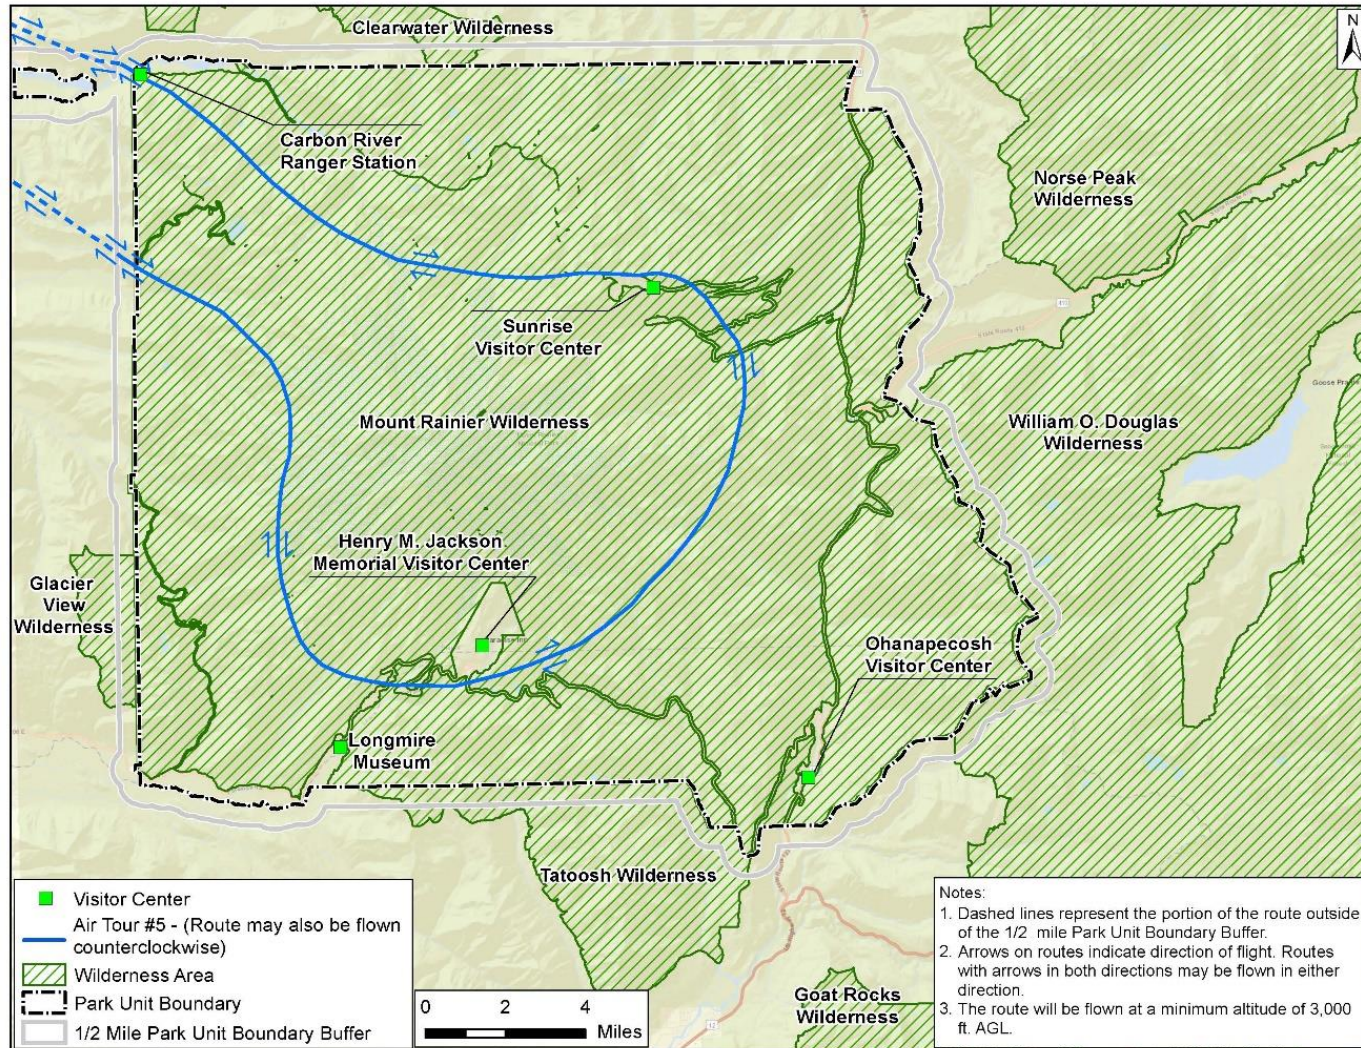 Clearwater Wilderness
N
Carbon River
Ranger Station
Norse Peak
Wilderness
410
Sunrise
Visitor Center
Goose Prairie
Mount Rainier Wilderness
William O. Douglas
Wilderness
Henry M. Jackson
Memorial Visitor Center
Glacier
View
Wilderness
Ohanapecosh
Visitor Center
Longmire
Museum
Tatoosh Wilderness
Goat Rocks
Wilderness
12
Visitor Center
Air Tour #5 - (Route may also be flown
counterclockwise)
Wilderness Area
Park Unit Boundary
1/2 Mile Park Unit Boundary Buffer
0 2 4
Miles
Notes:
1. Dashed lines represent the portion of the route outside
of the 1/2 mile Park Unit Boundary Buffer.
2. Arrows on routes indicate direction of flight. Routes
with arrows in both directions may be flown in either
direction.
3. The route will be flown at a minimum altitude of 3,000
ft. AGL.